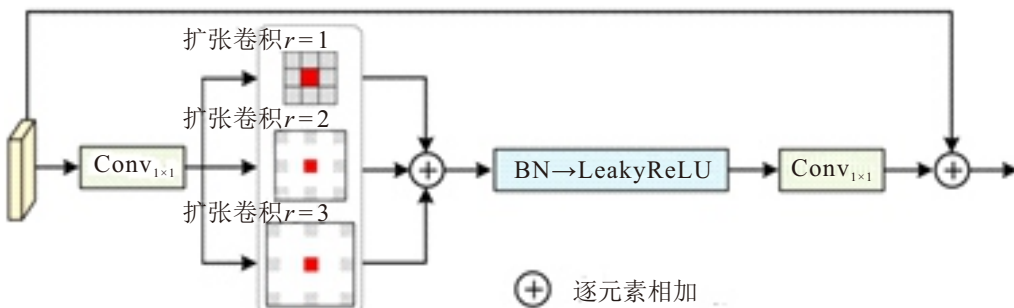 扩张卷积r=1
扩张卷积r=2
Conv₁×₁
BN→LeakyReLU
Conv₁×₁
扩张卷积r=3
逐元素相加